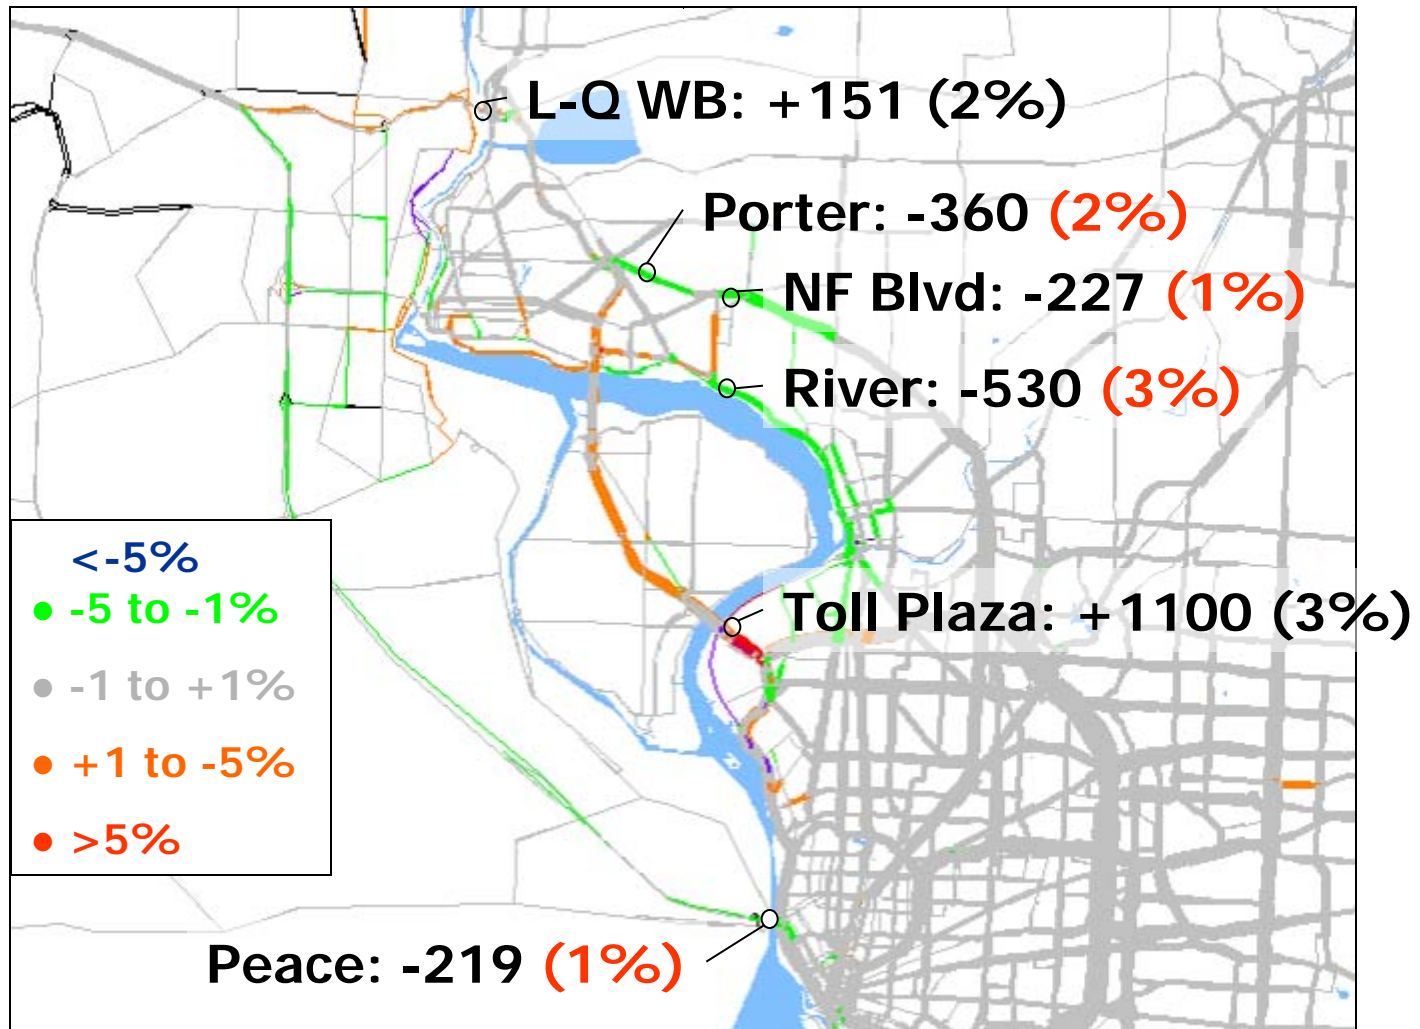 L-Q WB: +151 (2%)
Porter: -360 (2%)
NF Blvd: -227 (1%)
River: -530 (3%)
<-5%
● -5 to -1%
● -1 to +1%
● +1 to -5%
● >5%
Toll Plaza: +1100 (3%)
Peace: -219 (1%)